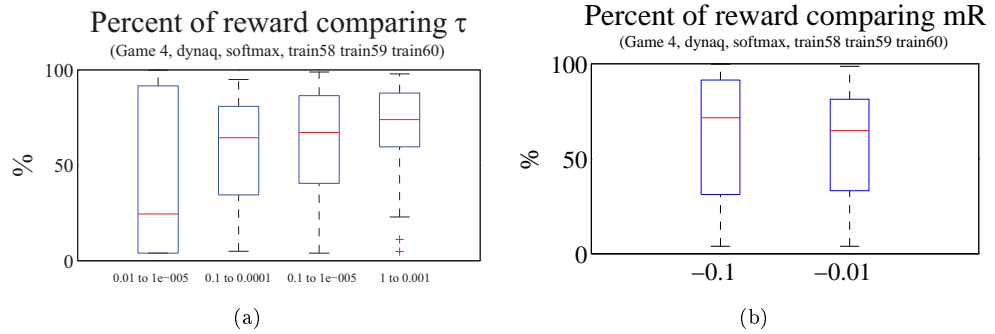 Percent of reward comparing τ
(Game 4, dynaq, softmax, train58 train59 train60)
100
50
0
%
0.01 to 1e−005 0.1 to 0.0001 0.1 to 1e−005 1 to 0.001
(a)
Percent of reward comparing mR
(Game 4, dynaq, softmax, train58 train59 train60)
100
50
0
%
−0.1 −0.01
(b)